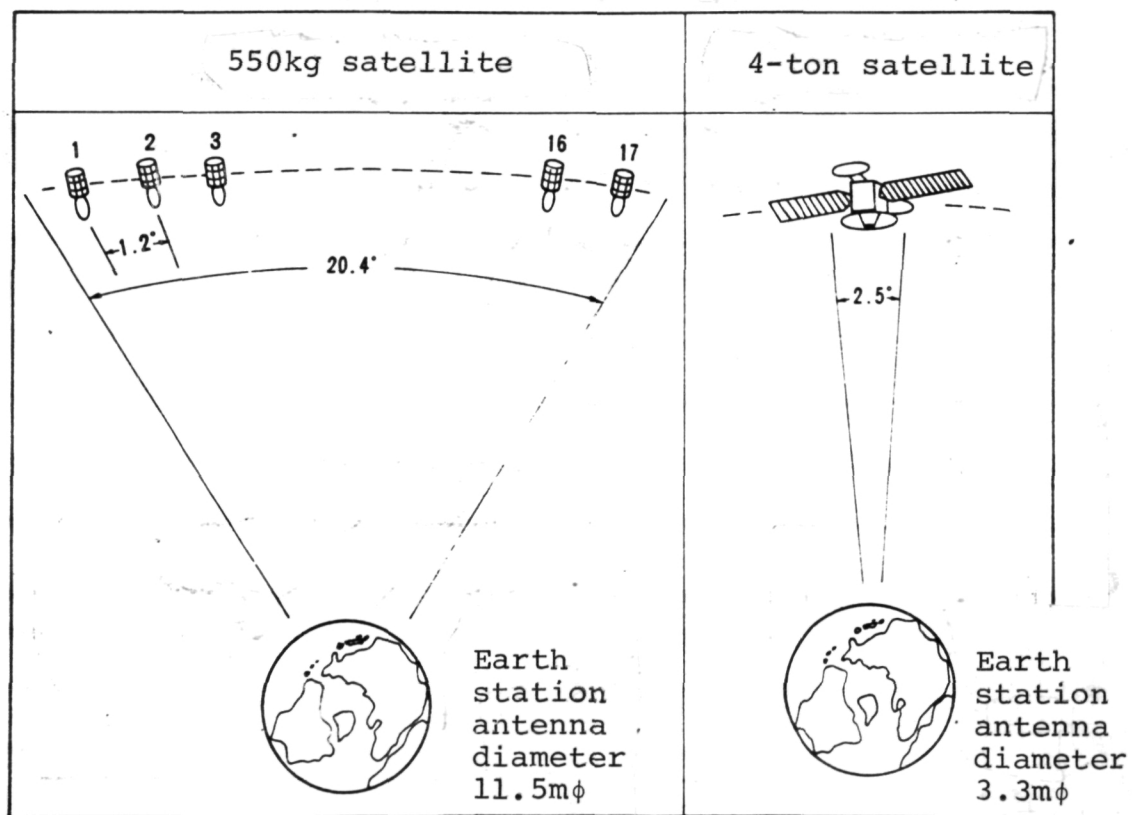 550kg satellite
4-ton satellite
1 2 3 16 17
1.2°
20.4°
2.5°
Earth
station
antenna
diameter
11.5mϕ
Earth
station
antenna
diameter
3.3mϕ